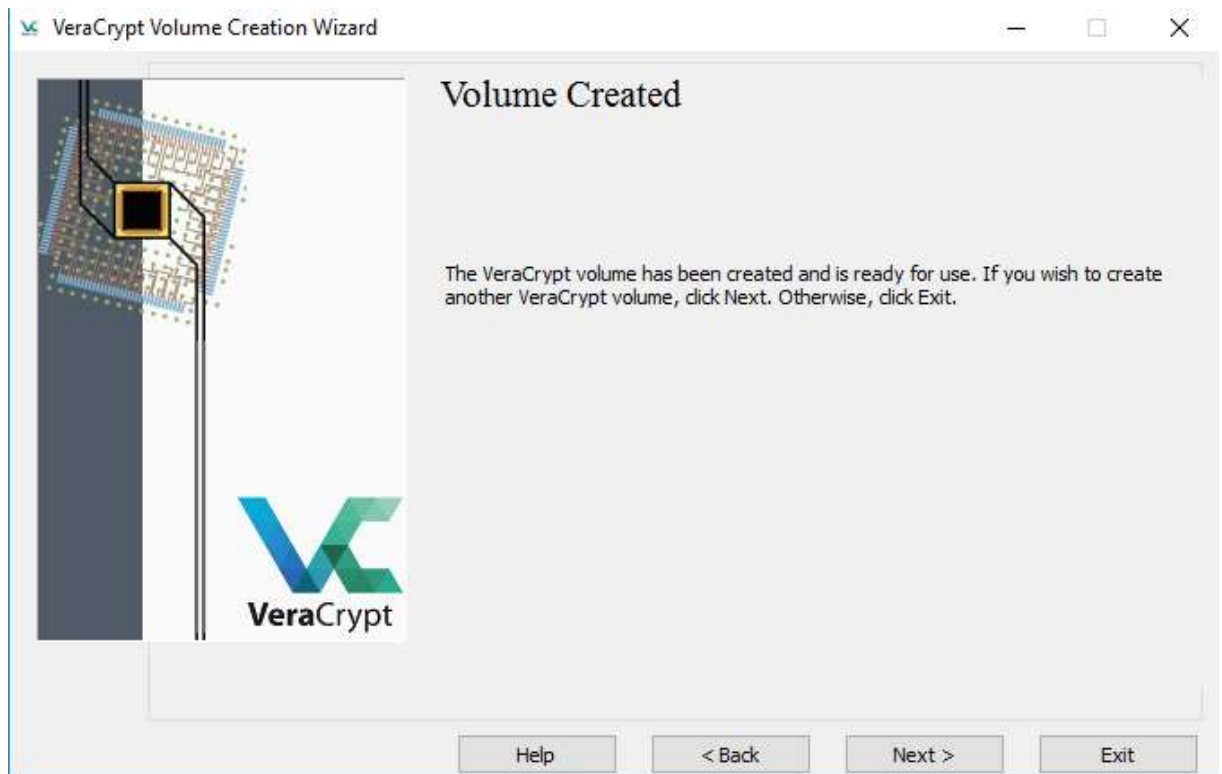 VeraCrypt Volume Creation Wizard
Volume Created
The VeraCrypt volume has been created and is ready for use. If you wish to create
another VeraCrypt volume, click Next. Otherwise, click Exit.
VeraCrypt
Help
< Back
Next >
Exit